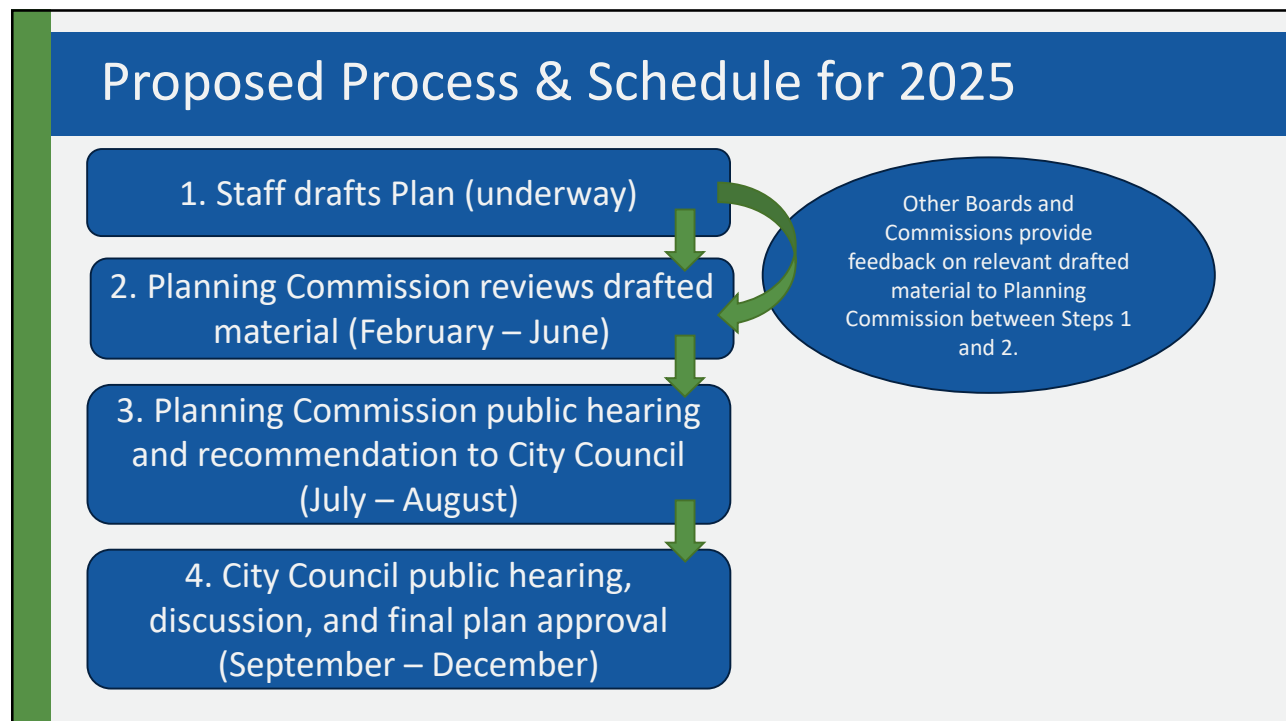 Proposed Process & Schedule for 2025
1. Staff drafts Plan (underway)
2. Planning Commission reviews drafted
material (February – June)
3. Planning Commission public hearing
and recommendation to City Council
(July – August)
4. City Council public hearing,
discussion, and final plan approval
(September – December)
Other Boards and
Commissions provide
feedback on relevant drafted
material to Planning
Commission between Steps 1
and 2.